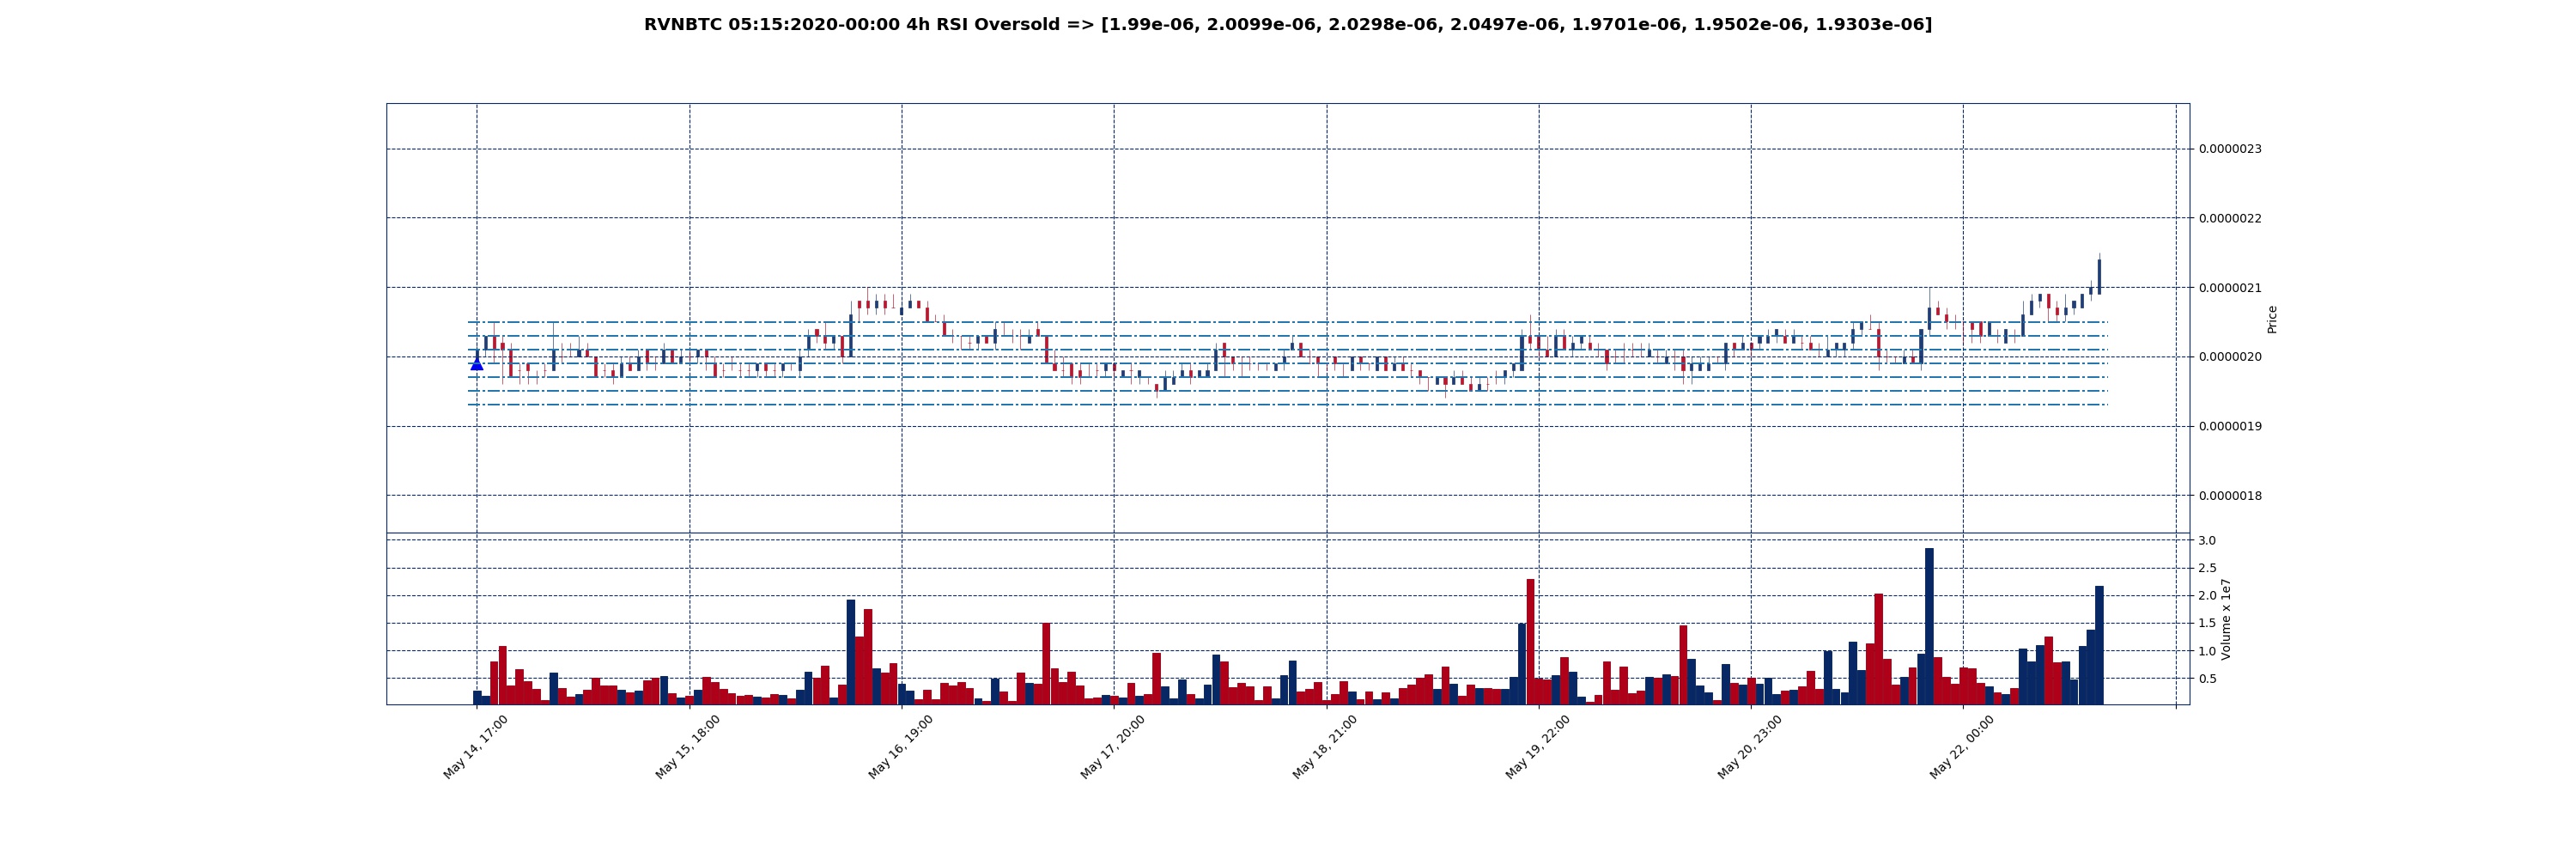 RVNBTC 05:15:2020-00:00 4h RSI Oversold => [1.99e-06, 2.0099e-06, 2.0298e-06, 2.0497e-06, 1.9701e-06, 1.9502e-06, 1.9303e-06]
0.0000023
0.0000022
0.0000021
0.0000020
0.0000019
0.0000018
Price
3.0
2.5
2.0
1.5
1.0
0.5
Volume x 1e7
May 14, 17:00
May 15, 18:00
May 16, 19:00
May 17, 20:00
May 18, 21:00
May 19, 22:00
May 20, 23:00
May 22, 00:00